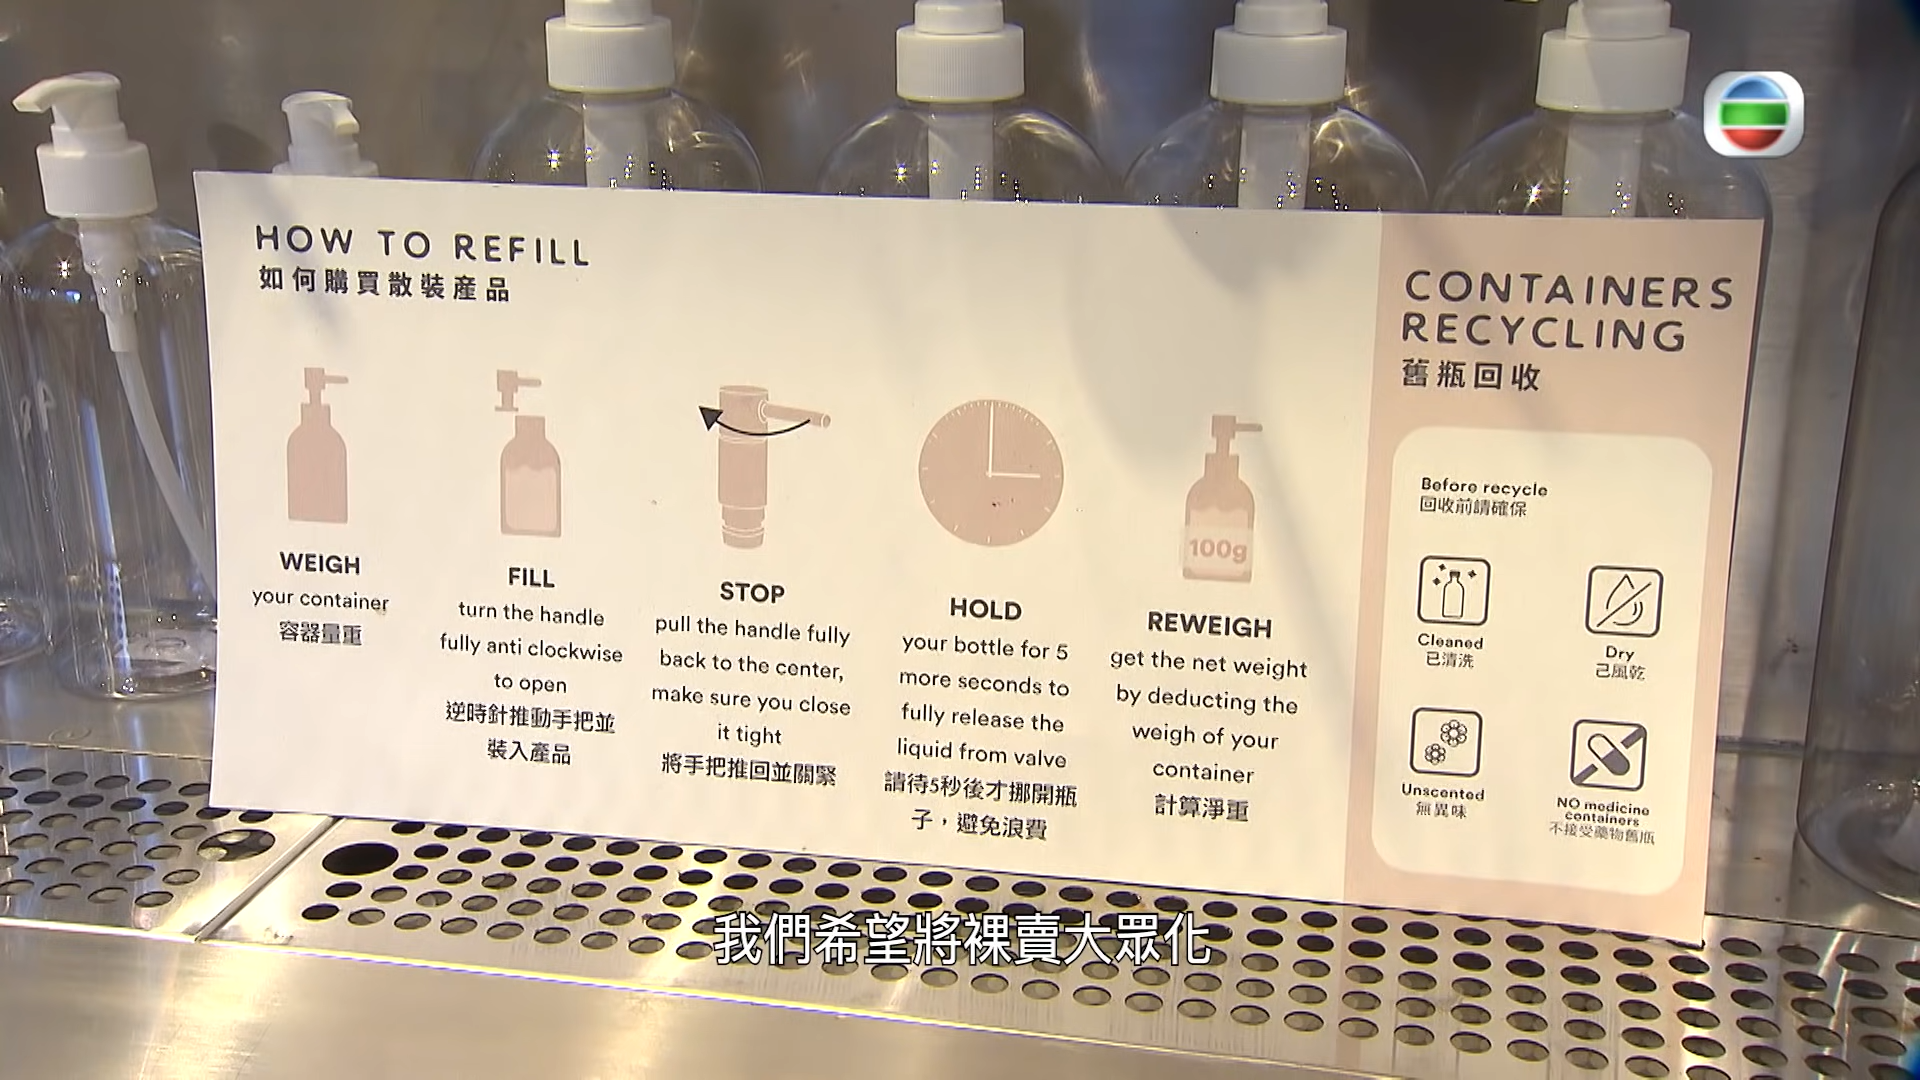 HOW TO REFILL
如何購買散裝產品
WEIGH
your container
容器量重
FILL
turn the handle
fully anti clockwise
to open
逆時針推動手把並
裝入產品
STOP
pull the handle fully
back to the center,
make sure you close
it tight
將手把推回並關緊
HOLD
your bottle for 5
more seconds to
fully release the
liquid from valve
請待5秒後才挪開瓶
子，避免浪費
100g
REWEIGH
get the net weight
by deducting the
weigh of your
container
計算淨重
CONTAINERS
RECYCLING
舊瓶回收
Before recycle
回收前請確保
Cleaned
已清洗
Dry
己風乾
Unscented
無異味
NO medicine
containers
不接受藥物舊瓶
我們希望將裸賣大眾化